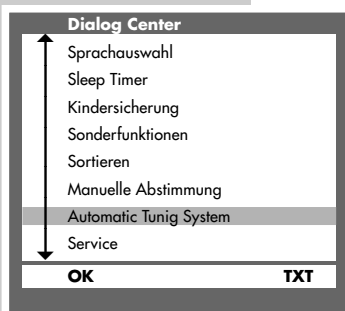 Dialog Center
Sprachauswahl
Sleep Timer
Kindersicherung
Sonderfunktionen
Sortieren
Manuelle Abstimmung
Automatic Tunig System
Service
OK TXT